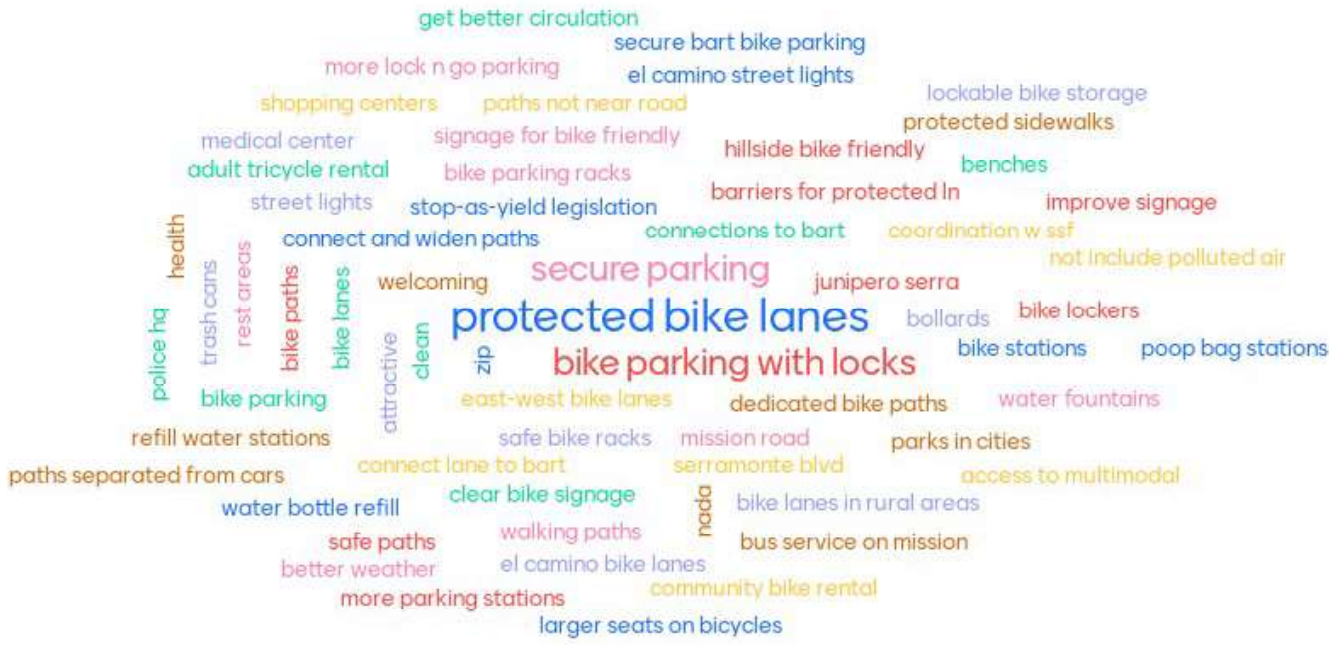 get better circulation
secure bart bike parking
more lock n go parking
el camino street lights
shopping centers
paths not near road
lockable bike storage
protected sidewalks
medical center
signage for bike friendly
hillside bike friendly
benches
adult tricycle rental
bike parking racks
barriers for protected ln
improve signage
street lights
stop-as-yield legislation
connections to bart
coordination w ssf
health
connect and widen paths
not include polluted air
trash cans
rest areas
bike paths
bike lanes
welcoming
secure parking
junipero serra
police hq
protected bike lanes
bollards
bike lockers
attractive
clean
zip
bike parking with locks
bike stations
poop bag stations
bike parking
east-west bike lanes
dedicated bike paths
water fountains
refill water stations
safe bike racks
mission road
parks in cities
paths separated from cars
connect lane to bart
serramonte blvd
access to multimodal
water bottle refill
clear bike signage
nada
bike lanes in rural areas
safe paths
walking paths
bus service on mission
better weather
el camino bike lanes
community bike rental
more parking stations
larger seats on bicycles